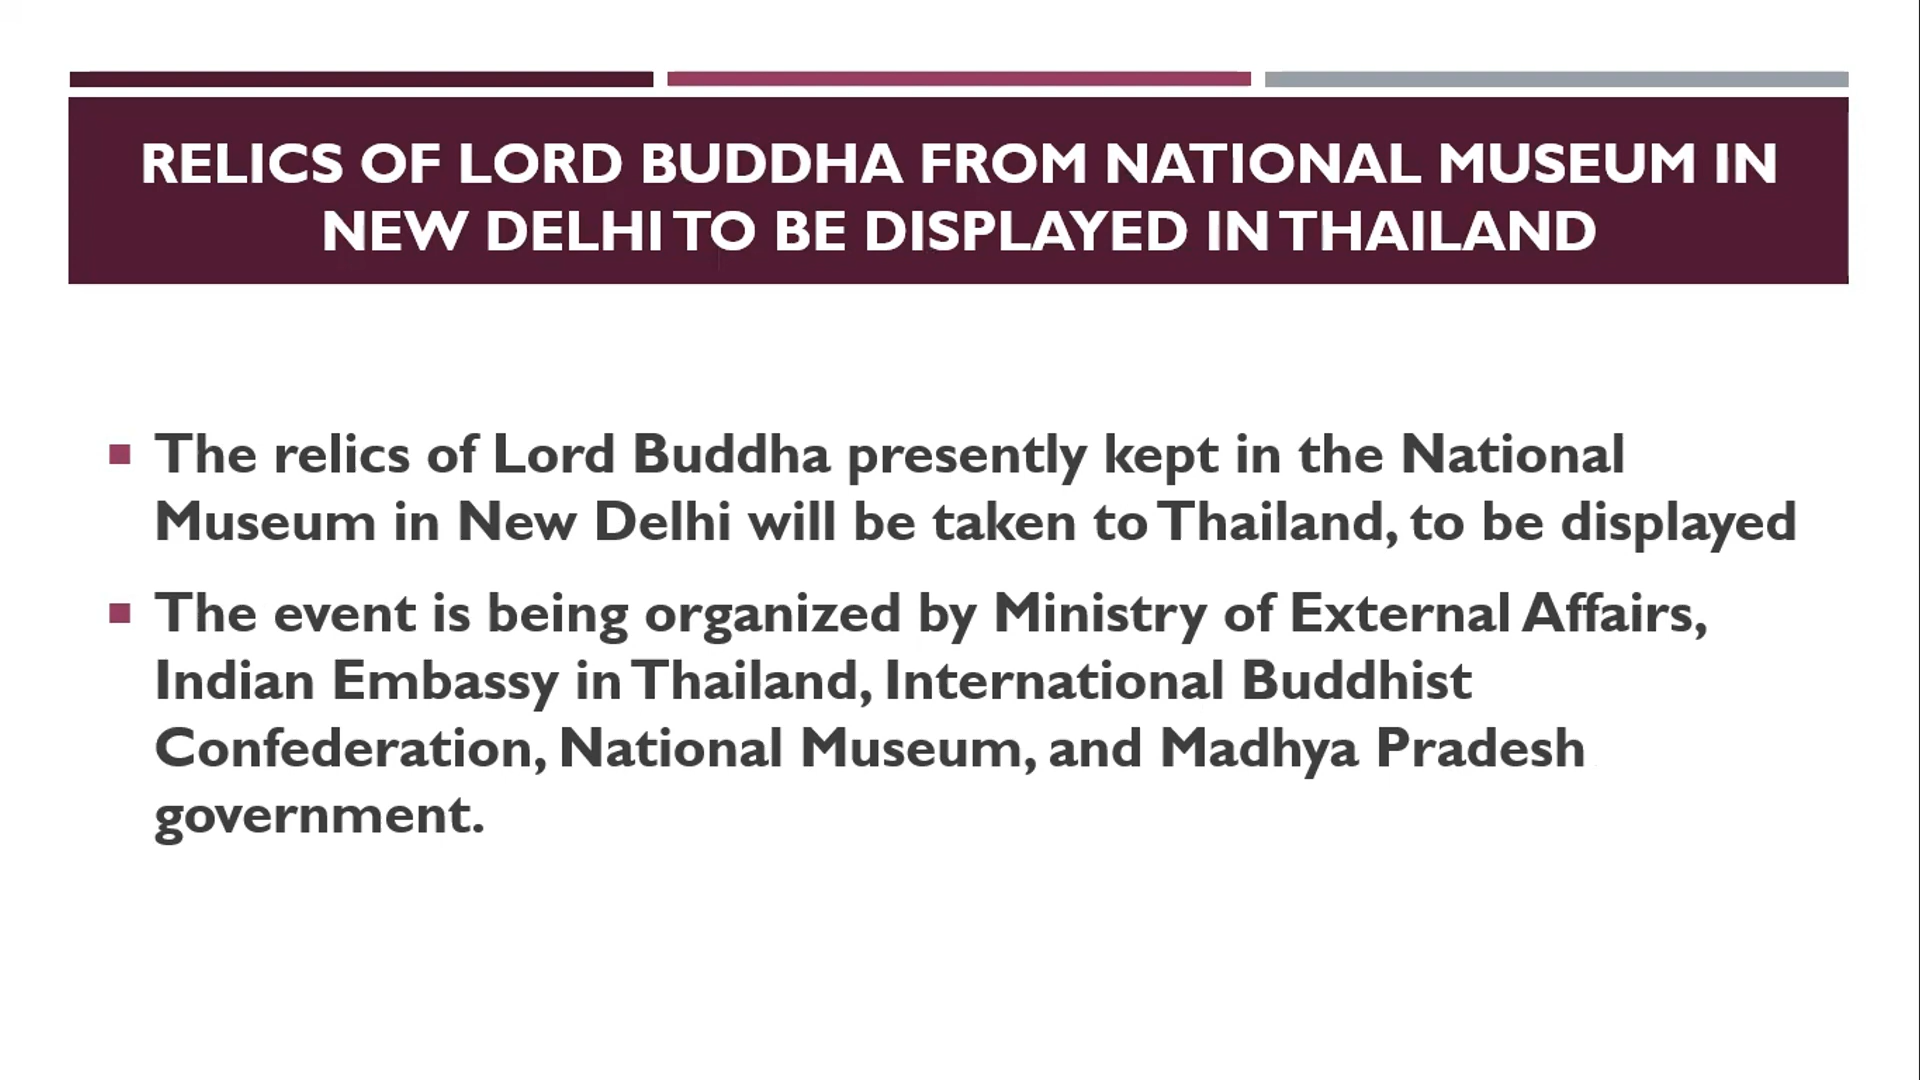 RELICS OF LORD BUDDHA FROM NATIONAL MUSEUM IN
NEW DELHI TO BE DISPLAYED IN THAILAND
The relics of Lord Buddha presently kept in the National
Museum in New Delhi will be taken to Thailand, to be displayed
The event is being organized by Ministry of External Affairs,
Indian Embassy in Thailand, International Buddhist
Confederation, National Museum, and Madhya Pradesh
government.